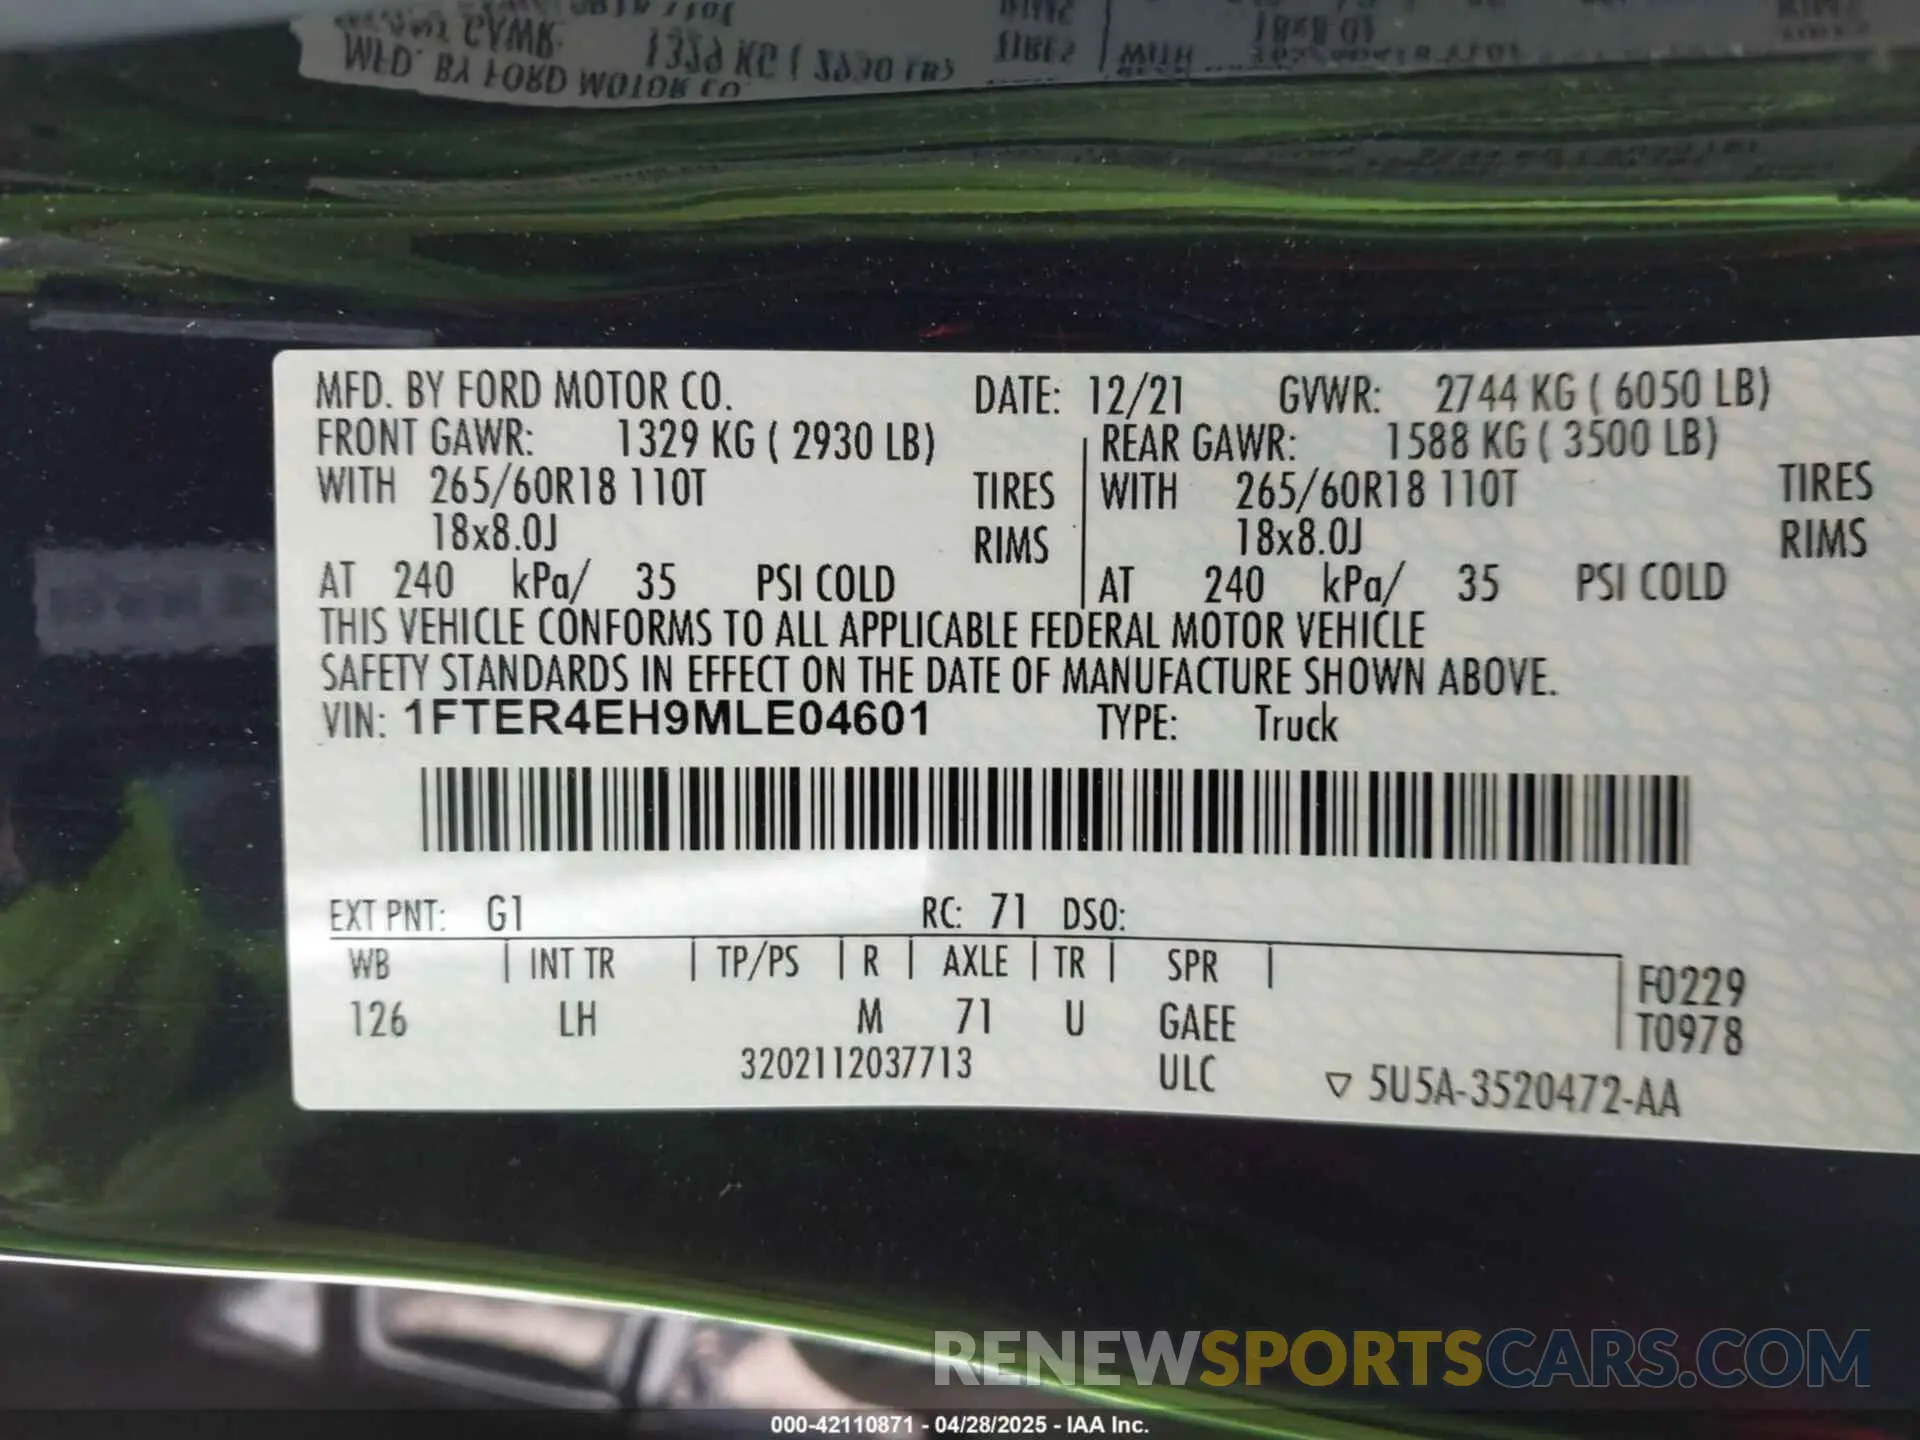 MFD. BY FORD MOTOR CO. DATE: 12/21 GVWR: 2744 KG ( 6050 LB)
FRONT GAWR: 1329 KG ( 2930 LB) REAR GAWR: 1588 KG ( 3500 LB)
WITH 265/60R18 110T TIRES WITH 265/60R18 110T TIRES
18x8.0J RIMS 18x8.0J RIMS
AT 240 kPa/ 35 PSI COLD AT 240 kPa/ 35 PSI COLD
THIS VEHICLE CONFORMS TO ALL APPLICABLE FEDERAL MOTOR VEHICLE
SAFETY STANDARDS IN EFFECT ON THE DATE OF MANUFACTURE SHOWN ABOVE.
VIN: 1FTER4EH9MLE04601 TYPE: Truck
EXT PNT: G1 RC: 71 DSO:
WB INT TR TP/PS R AXLE TR SPR F0229
126 LH M 71 U GAEE T0978
3202112037713 ULC ▽ 5U5A-3520472-AA
RENEWSPORTSCARS.COM
000-42110871 - 04/28/2025 - IAA Inc.